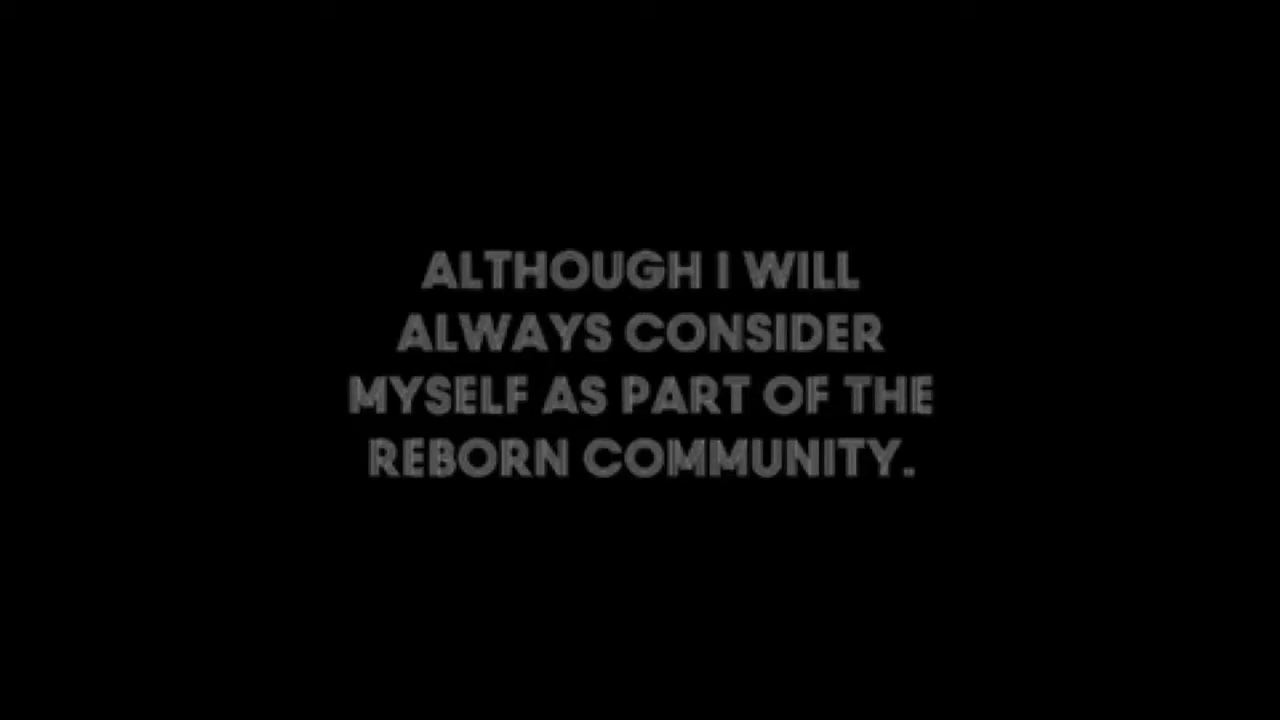 ALTHOUGH I WILL
ALWAYS CONSIDER
MYSELF AS PART OF THE
REBORN COMMUNITY.